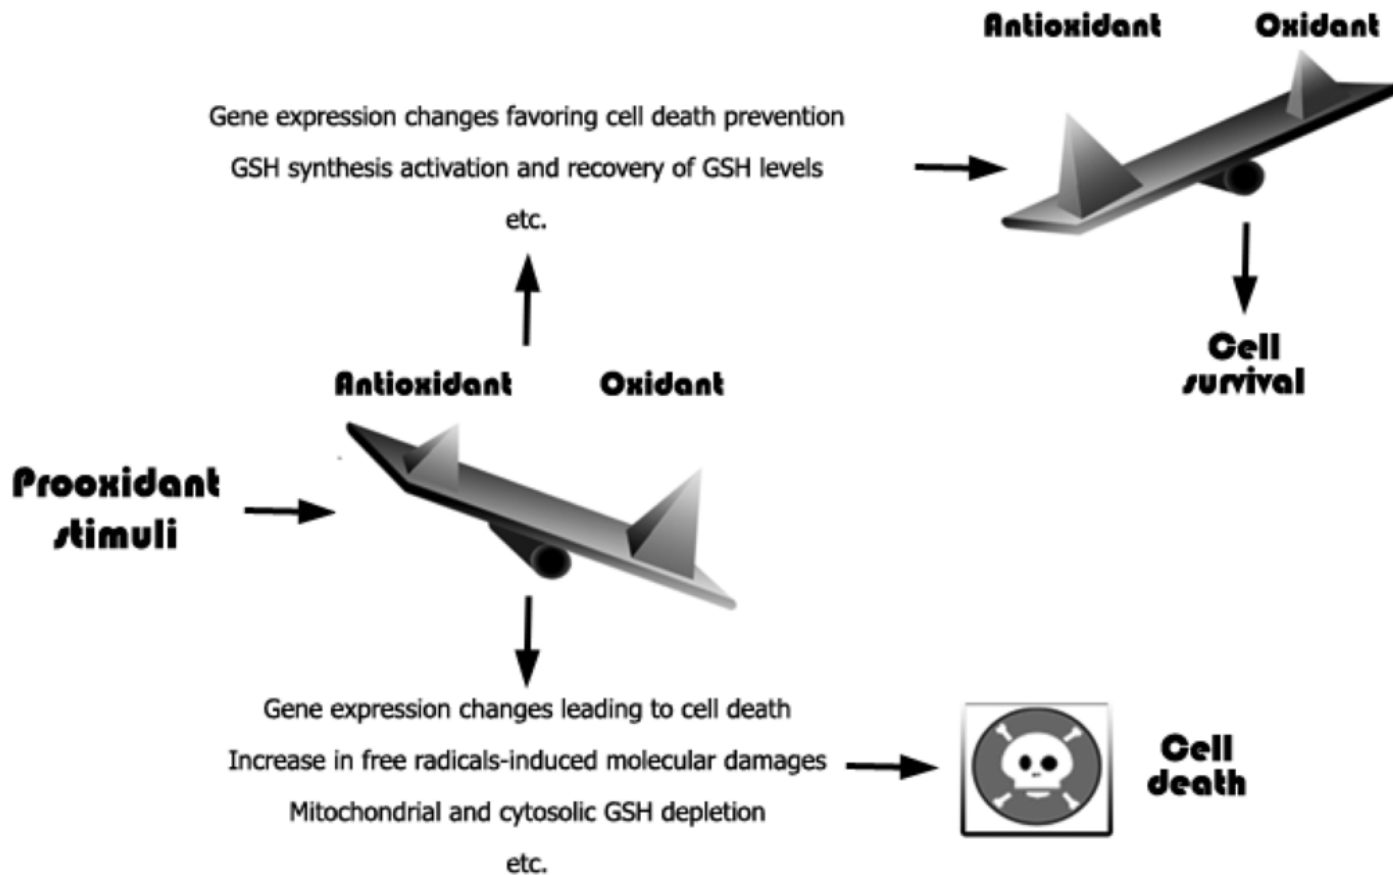 Antioxidant Oxidant
Gene expression changes favoring cell death prevention
GSH synthesis activation and recovery of GSH levels
etc.
Cell
survival
Antioxidant Oxidant
Prooxidant
stimuli
Gene expression changes leading to cell death
Increase in free radicals-induced molecular damages
Mitochondrial and cytosolic GSH depletion
etc.
Cell
death